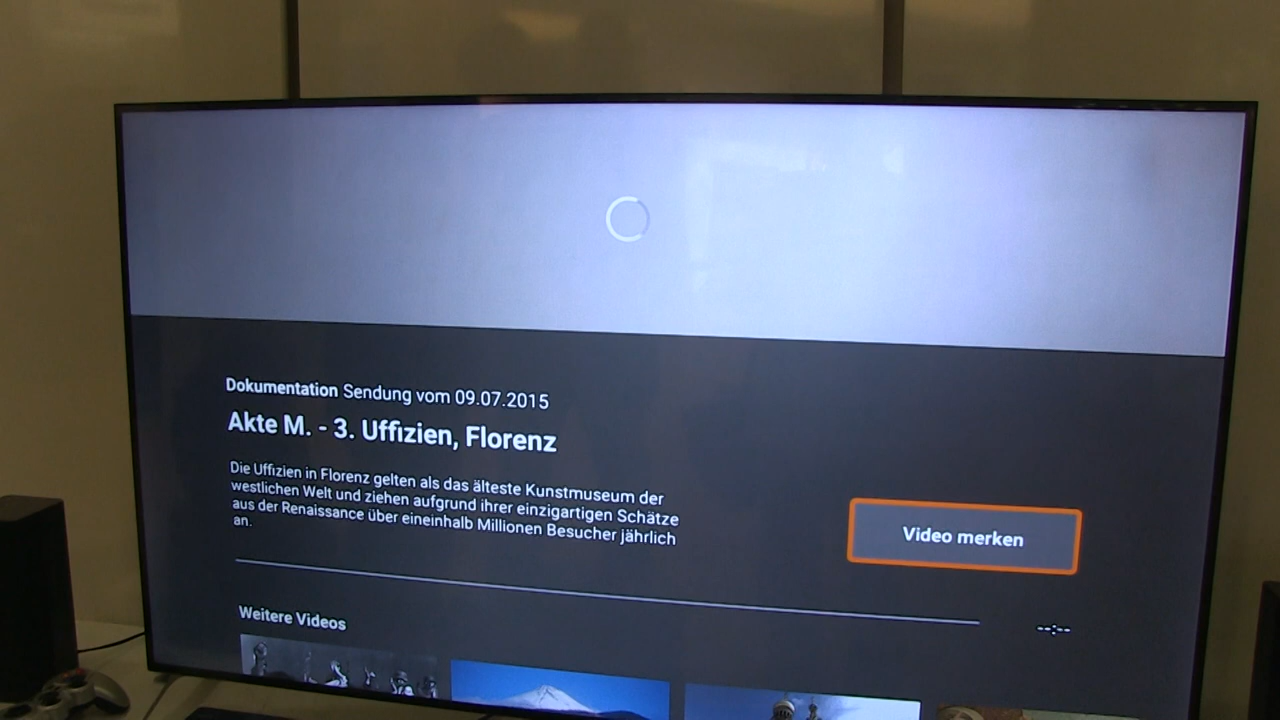 Dokumentation Sendung vom 09.07.2015
Akte M. - 3. Uffizien, Florenz
Die Uffizien in Florenz gelten als das älteste Kunstmuseum der
westlichen Welt und ziehen aufgrund ihrer einzigartigen Schätze
aus der Renaissance über eineinhalb Millionen Besucher jährlich
an.
Video merken
--:--
Weitere Videos